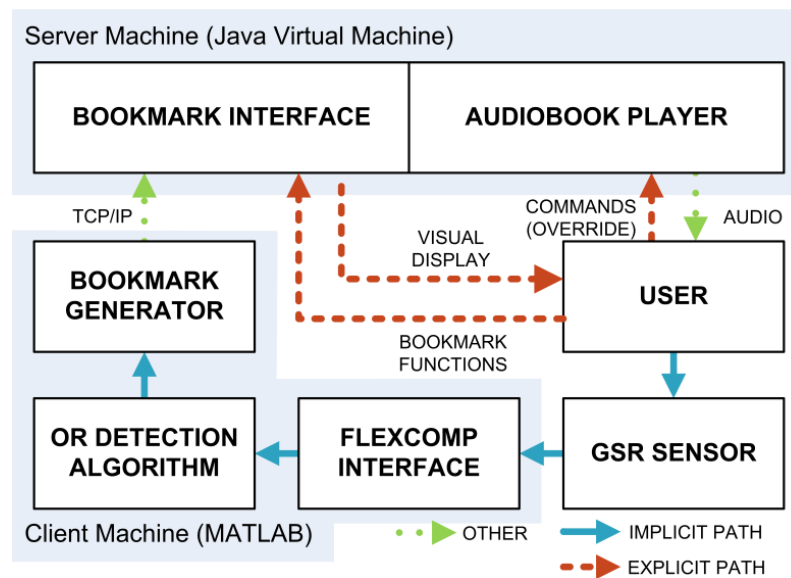 Server Machine (Java Virtual Machine)
BOOKMARK INTERFACE
AUDIOBOOK PLAYER
TCP/IP
VISUAL
DISPLAY
COMMANDS
(OVERRIDE)
AUDIO
BOOKMARK
GENERATOR
USER
BOOKMARK
FUNCTIONS
OR DETECTION
ALGORITHM
FLEXCOMP
INTERFACE
GSR SENSOR
Client Machine (MATLAB)
OTHER
IMPLICIT PATH
EXPLICIT PATH